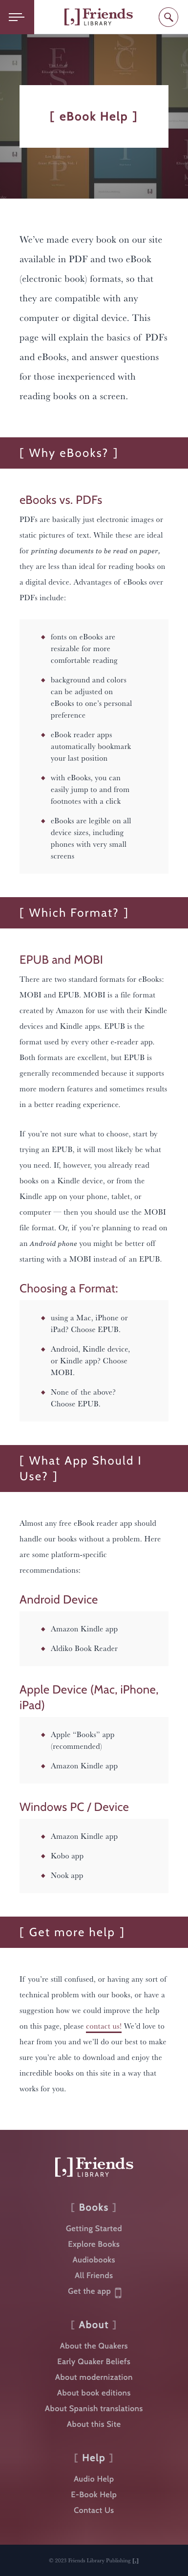 [,] Friends
LIBRARY
[ eBook Help ]
We've made every book on our site
available in PDF and two eBook
(electronic book) formats, so that
they are compatible with any
computer or digital device. This
page will explain the basics of PDFs
and eBooks, and answer questions
for those inexperienced with
reading books on a screen.
[ Why eBooks? ]
eBooks vs. PDFs
PDFs are basically just electronic images or
static pictures of text. While these are ideal
for printing documents to be read on paper,
they are less than ideal for reading books on
a digital device. Advantages of eBooks over
PDFs include:
fonts on eBooks are
resizable for more
comfortable reading
background and colors
can be adjusted on
eBooks to one's personal
preference
eBook reader apps
automatically bookmark
your last position
with eBooks, you can
easily jump to and from
footnotes with a click
eBooks are legible on all
device sizes, including
phones with very small
screens
[ Which Format? ]
EPUB and MOBI
There are two standard formats for eBooks:
MOBI and EPUB. MOBI is a file format
created by Amazon for use with their Kindle
devices and Kindle apps. EPUB is the
format used by every other e-reader app.
Both formats are excellent, but EPUB is
generally recommended because it supports
more modern features and sometimes results
in a better reading experience.
If you're not sure what to choose, start by
trying an EPUB, it will most likely be what
you need. If, however, you already read
books on a Kindle device, or from the
Kindle app on your phone, tablet, or
computer — then you should use the MOBI
file format. Or, if you're planning to read on
an Android phone you might be better off
starting with a MOBI instead of an EPUB.
Choosing a Format:
using a Mac, iPhone or
iPad? Choose EPUB.
Android, Kindle device,
or Kindle app? Choose
MOBI.
None of the above?
Choose EPUB.
[ What App Should I
Use? ]
Almost any free eBook reader app should
handle our books without a problem. Here
are some platform-specific
recommendations:
Android Device
Amazon Kindle app
Aldiko Book Reader
Apple Device (Mac, iPhone,
iPad)
Apple "Books" app
(recommended)
Amazon Kindle app
Windows PC / Device
Amazon Kindle app
Kobo app
Nook app
[ Get more help ]
If you're still confused, or having any sort of
technical problem with our books, or have a
suggestion how we could improve the help
on this page, please contact us! We'd love to
hear from you and we'll do our best to make
sure you're able to download and enjoy the
incredible books on this site in a way that
works for you.
[,] Friends
LIBRARY
[ Books ]
Getting Started
Explore Books
Audiobooks
All Friends
Get the app
[ About ]
About the Quakers
Early Quaker Beliefs
About modernization
About book editions
About Spanish translations
About this Site
[ Help ]
Audio Help
E-Book Help
Contact Us
© 2023 Friends Library Publishing [,]